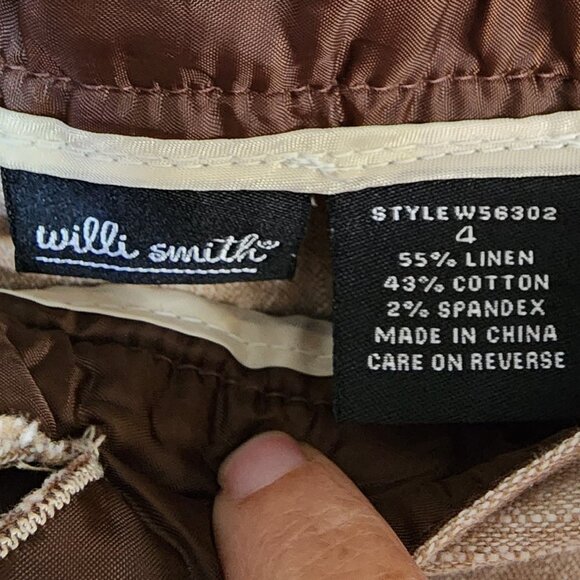 willi smith
STYLE W56302
4
55% LINEN
43% COTTON
2% SPANDEX
MADE IN CHINA
CARE ON REVERSE